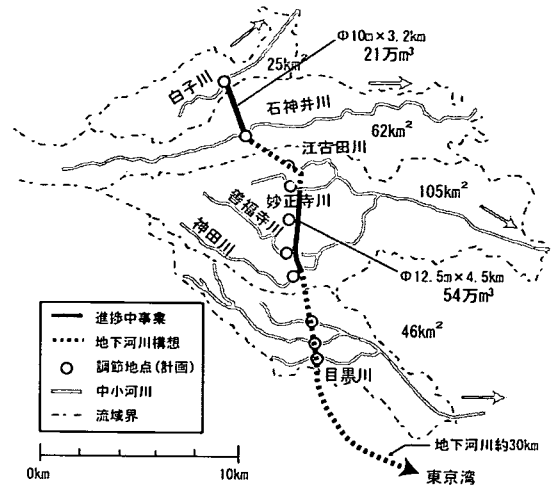 Φ10m×3.2km
21万m³
25km²
白子川
石神井川
62km²
江古田川
105km²
妙正寺川
善福寺川
神田川
Φ12.5m×4.5km
54万m³
進捗中事業
地下河川構想
調節地点(計画)
中小河川
流域界
46km²
目黒川
地下河川約30km
東京湾
0km
10km